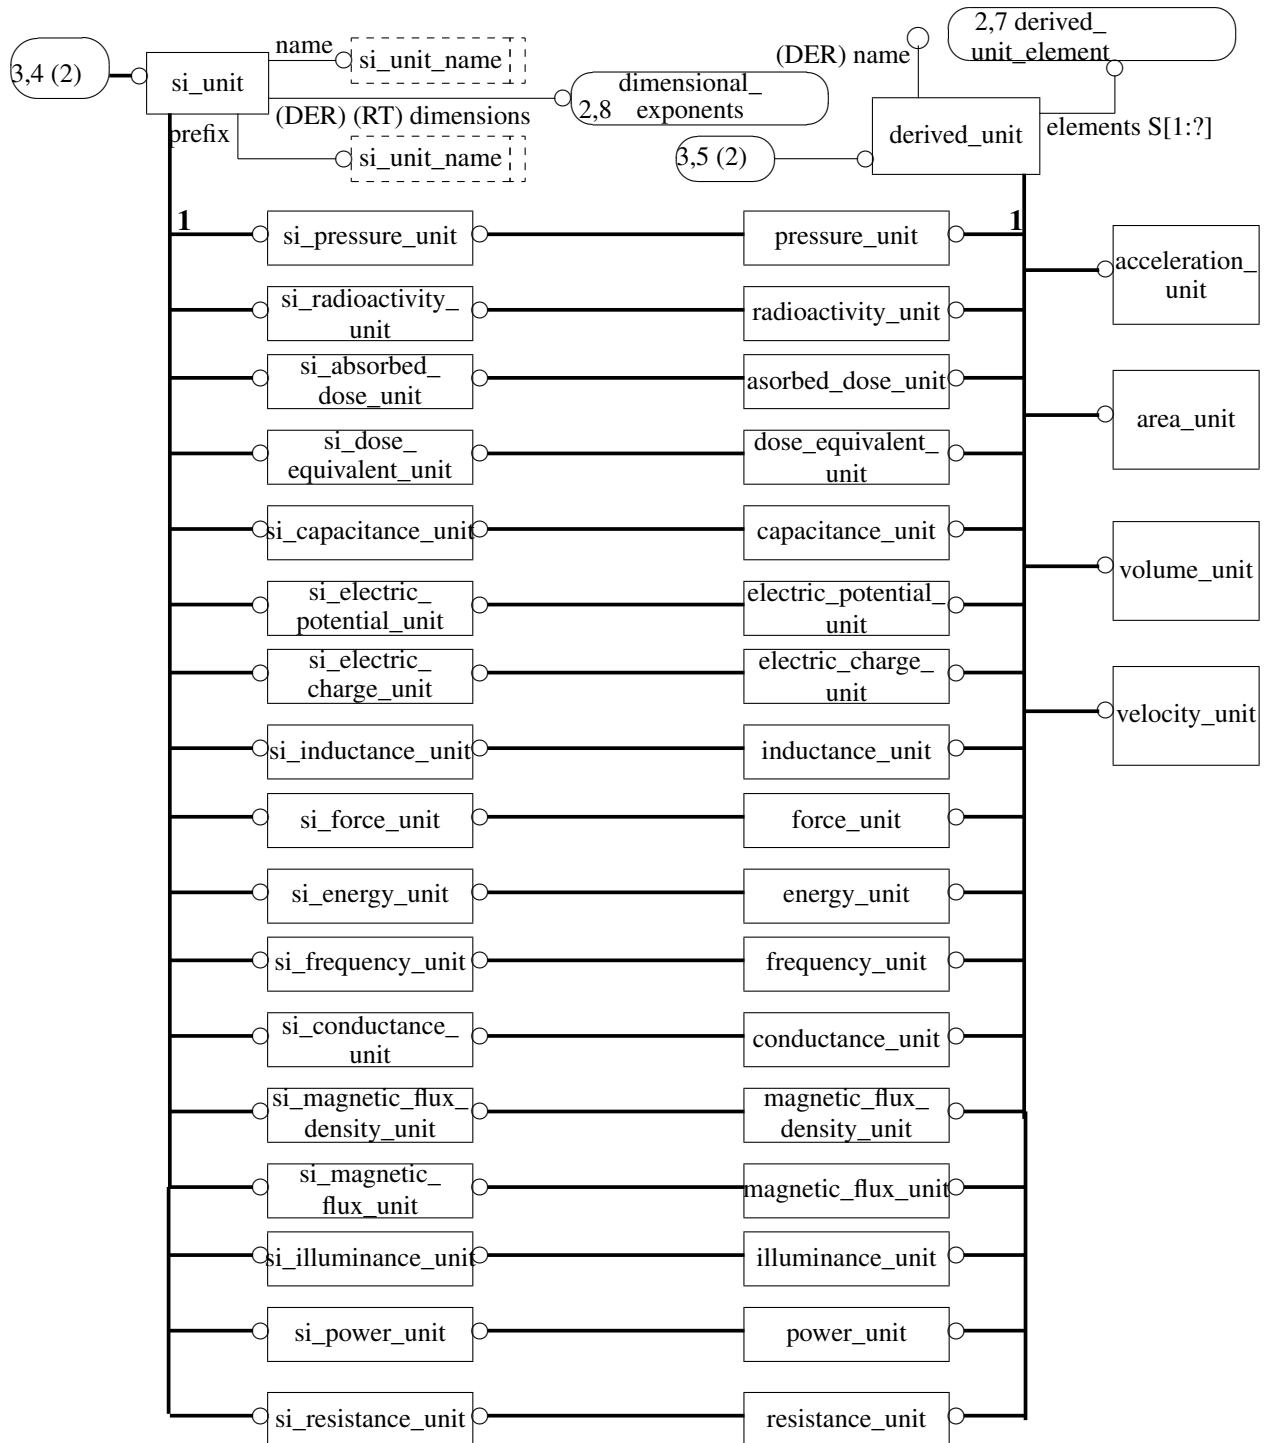 name
3,4 (2)
si_unit
si_unit_name
(DER) (RT) dimensions
dimensional_
2,8 exponents
prefix
si_unit_name
(DER) name
2,7 derived_
unit_element
derived_unit
elements S[1:?]
3,5 (2)
1
1
si_pressure_unit
pressure_unit
acceleration_
unit
si_radioactivity_
unit
radioactivity_unit
si_absorbed_
dose_unit
asorbed_dose_unit
area_unit
si_dose_
equivalent_unit
dose_equivalent_
unit
si_capacitance_unit
capacitance_unit
volume_unit
si_electric_
potential_unit
electric_potential_
unit
si_electric_
charge_unit
electric_charge_
unit
velocity_unit
si_inductance_unit
inductance_unit
si_force_unit
force_unit
si_energy_unit
energy_unit
si_frequency_unit
frequency_unit
si_conductance_
unit
conductance_unit
si_magnetic_flux_
density_unit
magnetic_flux_
density_unit
si_magnetic_
flux_unit
magnetic_flux_unit
si_illuminance_unit
illuminance_unit
si_power_unit
power_unit
si_resistance_unit
resistance_unit